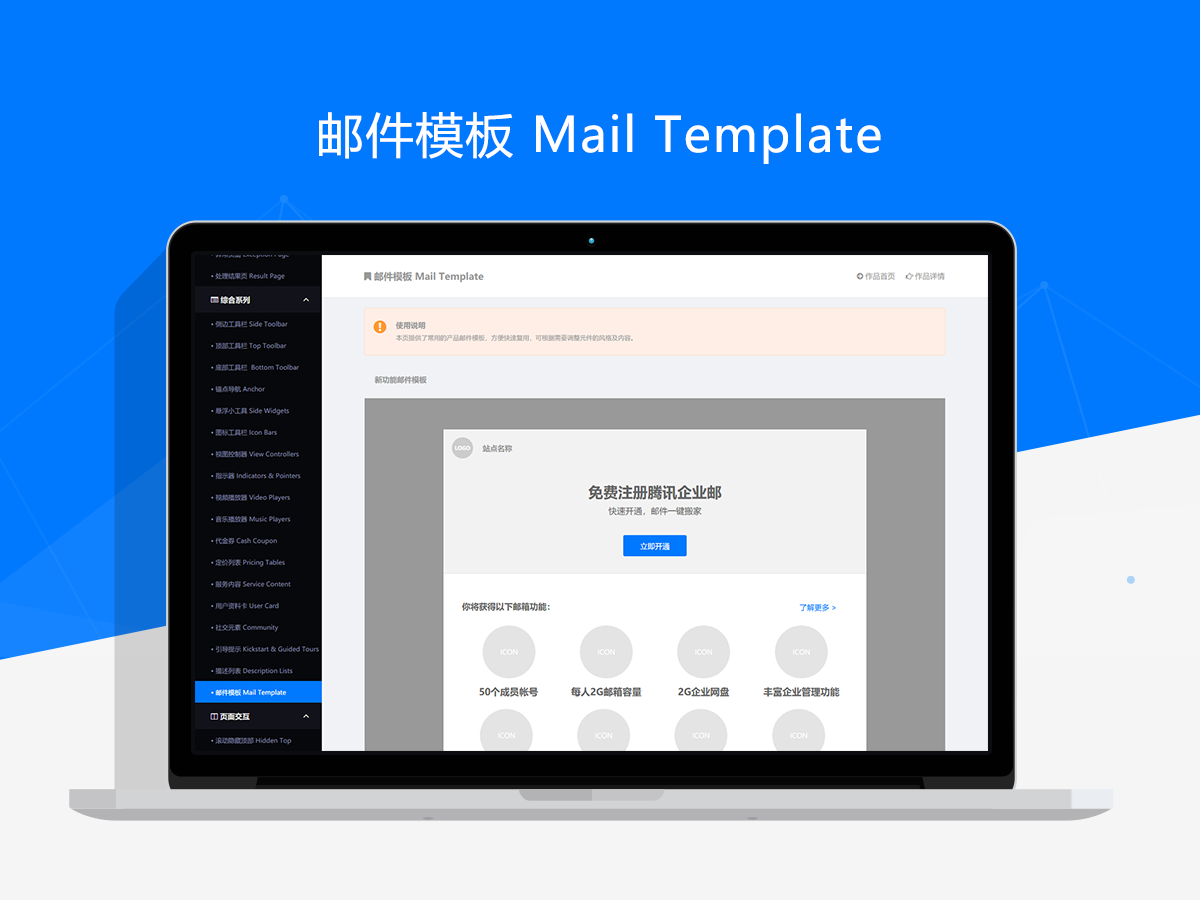 邮件模板 Mail Template
• 处理结果页 Result Page
综合系列
• 侧边工具栏 Side Toolbar
• 顶部工具栏 Top Toolbar
• 底部工具栏 Bottom Toolbar
• 锚点导航 Anchor
• 悬浮小工具 Side Widgets
• 图标工具栏 Icon Bars
• 视图控制器 View Controllers
• 指示器 Indicators & Pointers
• 视频播放器 Video Players
• 音乐播放器 Music Players
• 代金券 Cash Coupon
• 定价列表 Pricing Tables
• 服务内容 Service Content
• 用户资料卡 User Card
• 社交元素 Community
• 引导提示 Kickstart & Guided Tours
• 描述列表 Description Lists
• 邮件模板 Mail Template
页面交互
• 滚动隐藏顶部 Hidden Top
邮件模板 Mail Template
作品首页 作品详情
使用说明
本页提供了常用的产品邮件模板，方便快速复用，可根据需要调整元件的风格及内容。
新功能邮件模板
LOGO 站点名称
免费注册腾讯企业邮
快速开通，邮件一键搬家
立即开通
你将获得以下邮箱功能： 了解更多 >
ICON ICON ICON ICON
50个成员帐号 每人2G邮箱容量 2G企业网盘 丰富企业管理功能
ICON ICON ICON ICON